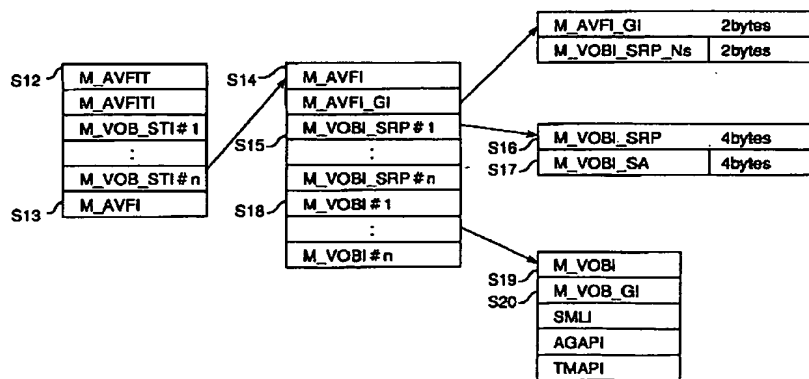 S12
M_AVFIT
M_AVFITI
M_VOB_STI#1
:
M_VOB_STI#n
S13
M_AVFI
S14
M_AVFI
M_AVFI_GI
S15
M_VOBI_SRP#1
:
M_VOBI_SRP#n
S18
M_VOBI#1
:
M_VOBI#n
M_AVFI_GI 2bytes
M_VOBI_SRP_Ns 2bytes
S16
M_VOBI_SRP 4bytes
S17
M_VOBI_SA 4bytes
S19
M_VOBI
S20
M_VOB_GI
SMLI
AGAPI
TMAPI